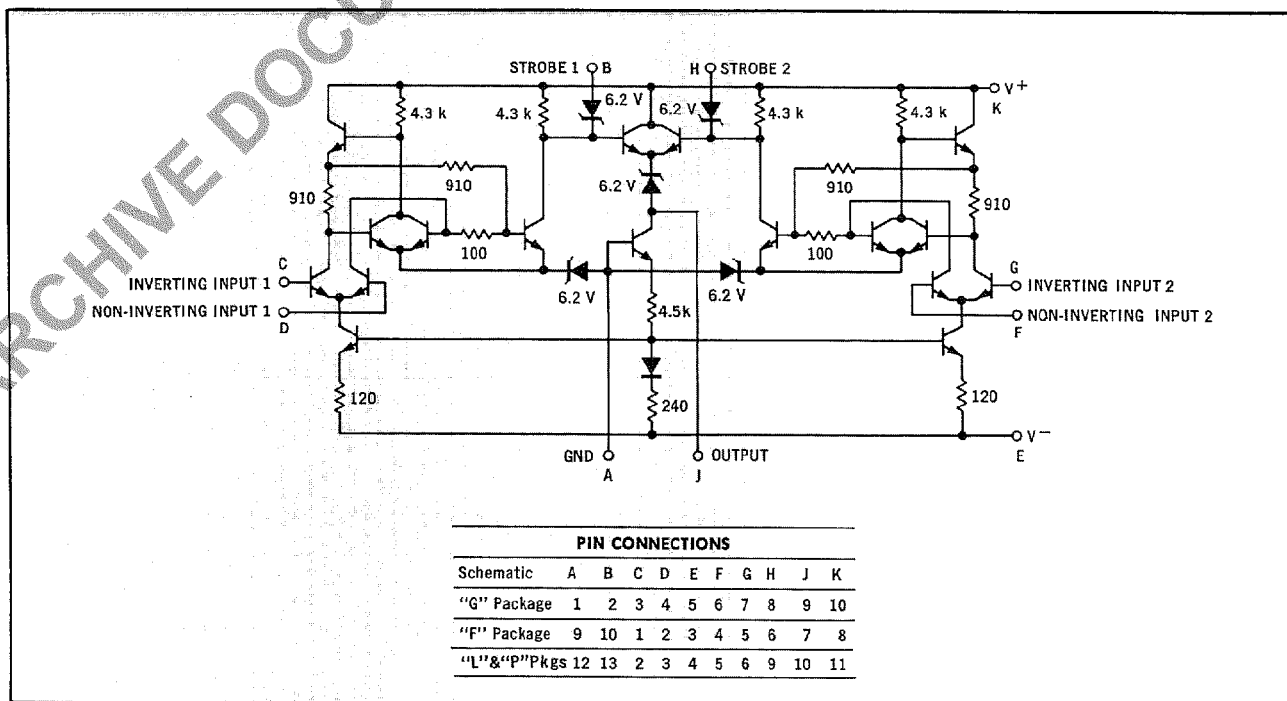 ARCHIVE DOCU
STROBE 1 B
H STROBE 2
V+
K
4.3 k
4.3 k
6.2 V
6.2 V
4.3 k
4.3 k
910
910
6.2 V
910
910
100
100
C
INVERTING INPUT 1
NON-INVERTING INPUT 1
D
6.2 V
6.2 V
4.5k
G
INVERTING INPUT 2
NON-INVERTING INPUT 2
F
120
240
120
V−
E
GND
A
OUTPUT
J
PIN CONNECTIONS
Schematic A B C D E F G H J K
"G" Package 1 2 3 4 5 6 7 8 9 10
"F" Package 9 10 1 2 3 4 5 6 7 8
"L"&"P"Pkgs 12 13 2 3 4 5 6 9 10 11